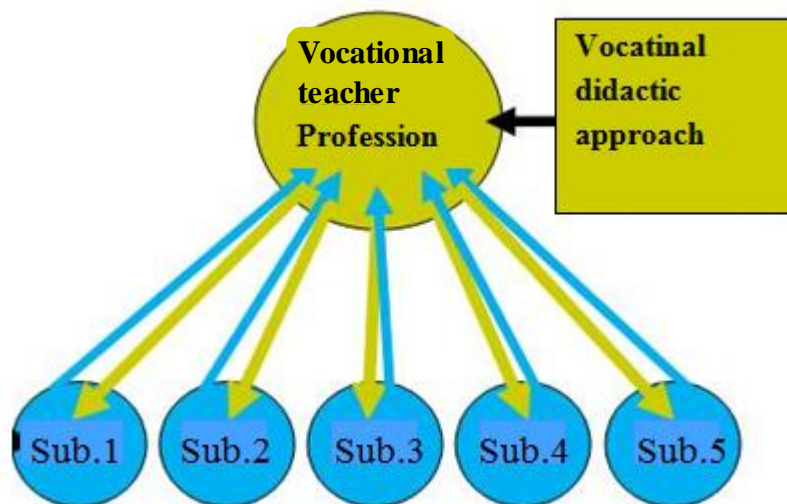 Vocational
teacher
Profession
Vocatinal
didactic
approach
Sub.1
Sub.2
Sub.3
Sub.4
Sub.5